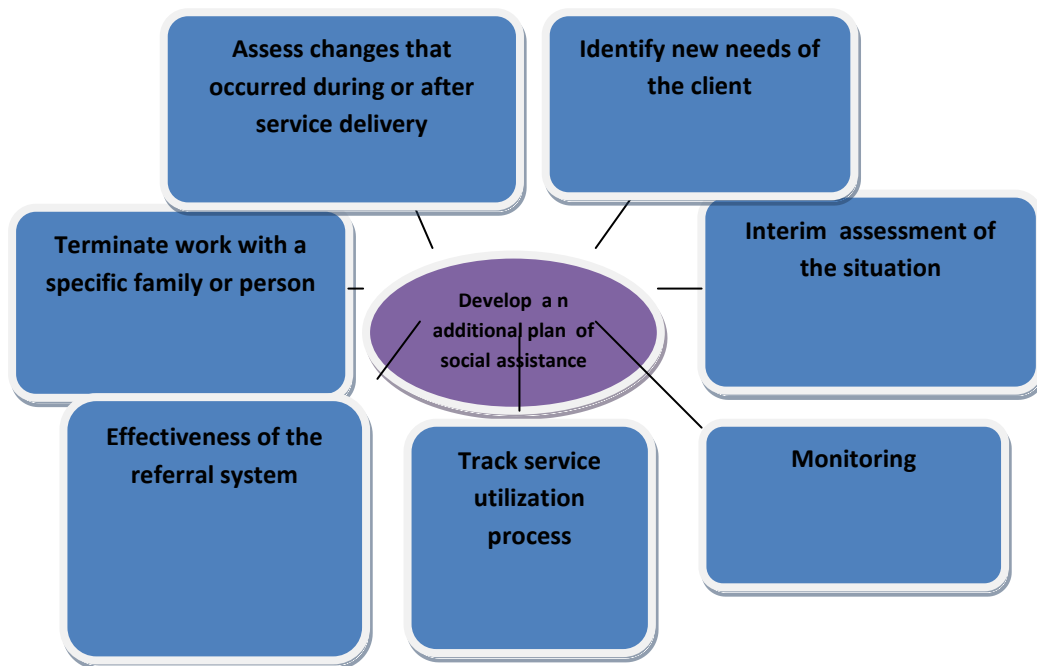 Assess changes that
occurred during or after
service delivery
Identify new needs of
the client
Terminate work with a
specific family or person
Interim assessment of
the situation
Develop a n
additional plan of
social assistance
Effectiveness of the
referral system
Track service
utilization
process
Monitoring